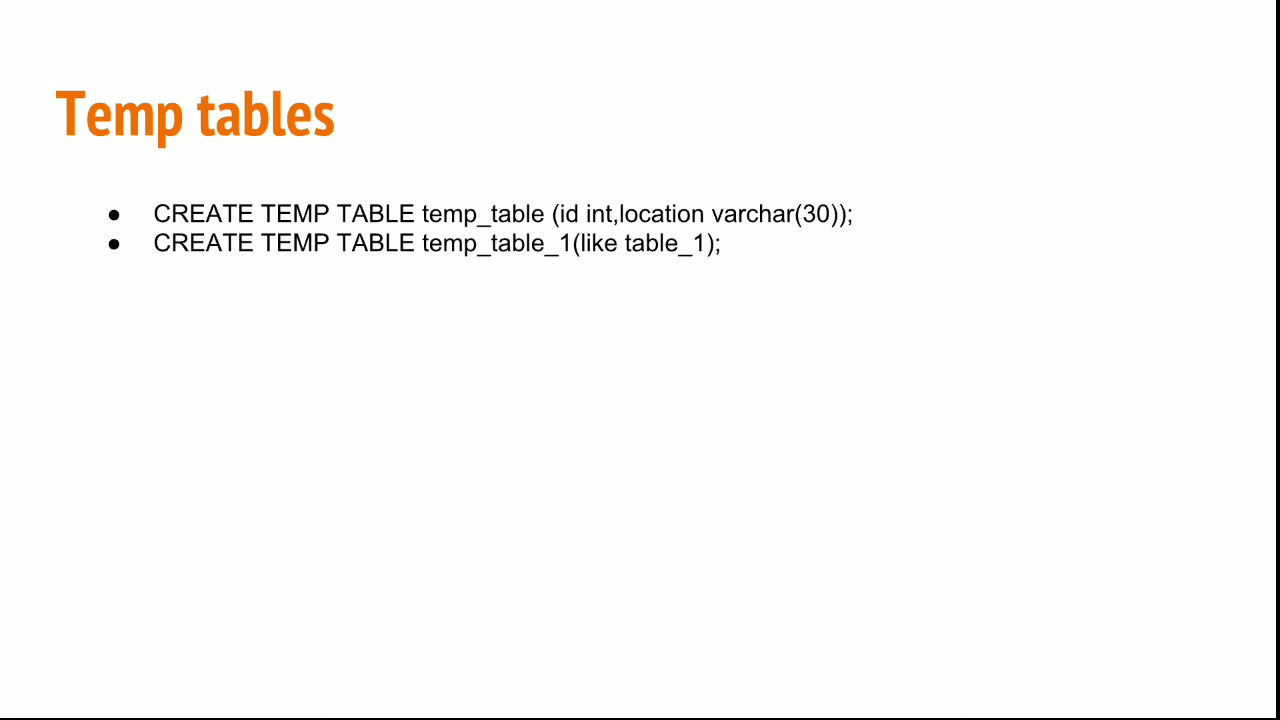 Temp tables
● CREATE TEMP TABLE temp_table (id int,location varchar(30));
● CREATE TEMP TABLE temp_table_1(like table_1);